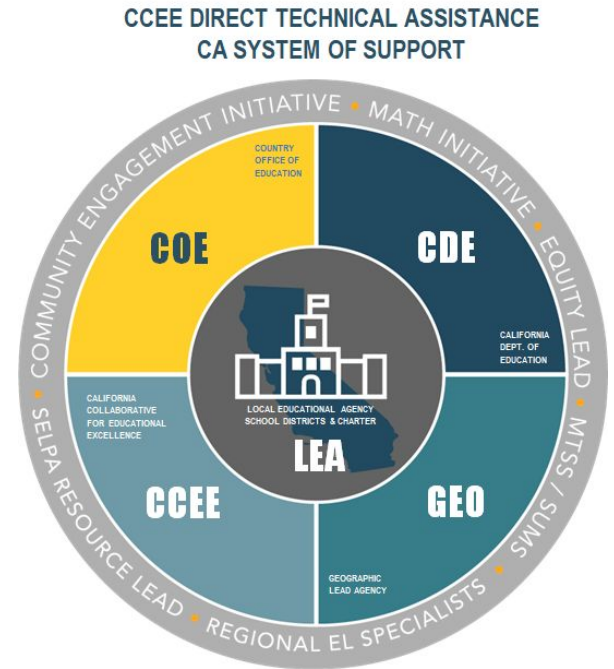 CCEE DIRECT TECHNICAL ASSISTANCE
CA SYSTEM OF SUPPORT
COMMUNITY ENGAGEMENT INITIATIVE • MATH INITIATIVE • EQUITY LEAD • MTSS / SUMS • REGIONAL EL SPECIALISTS • SELPA RESOURCE LEAD •
COUNTRY
OFFICE OF
EDUCATION
COE
CDE
CALIFORNIA
DEPT. OF
EDUCATION
LOCAL EDUCATIONAL AGENCY
SCHOOL DISTRICTS & CHARTER
LEA
CALIFORNIA
COLLABORATIVE
FOR EDUCATIONAL
EXCELLENCE
CCEE
GEO
GEOGRAPHIC
LEAD AGENCY